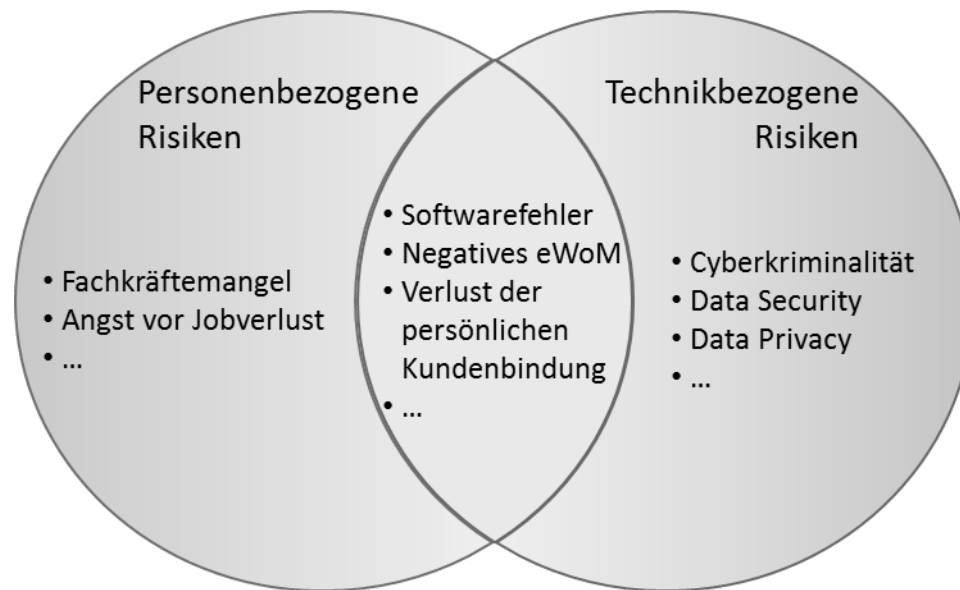 Personenbezogene
Risiken
• Fachkräftemangel
• Angst vor Jobverlust
• ...
• Softwarefehler
• Negatives eWoM
• Verlust der
persönlichen
Kundenbindung
• ...
Technikbezogene
Risiken
• Cyberkriminalität
• Data Security
• Data Privacy
• ...